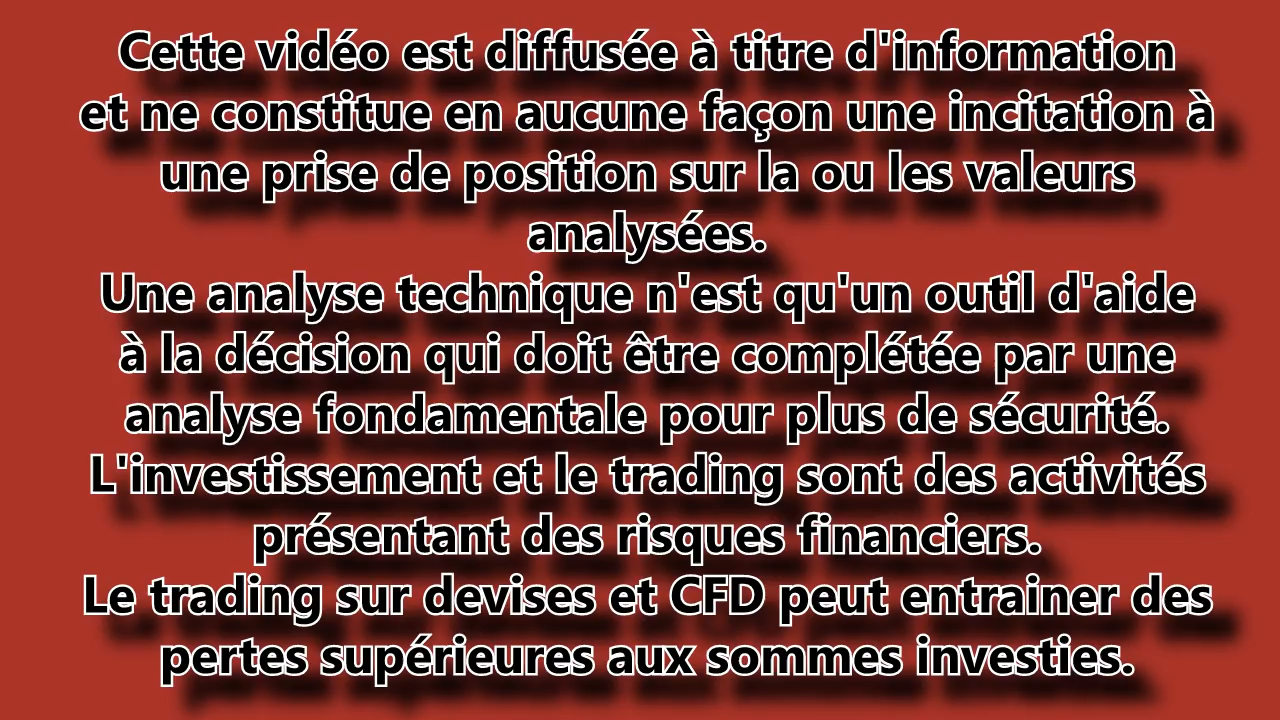 Cette vidéo est diffusée à titre d'information
et ne constitue en aucune façon une incitation à
une prise de position sur la ou les valeurs
analysées.
Une analyse technique n'est qu'un outil d'aide
à la décision qui doit être complétée par une
analyse fondamentale pour plus de sécurité.
L'investissement et le trading sont des activités
présentant des risques financiers.
Le trading sur devises et CFD peut entrainer des
pertes supérieures aux sommes investies.